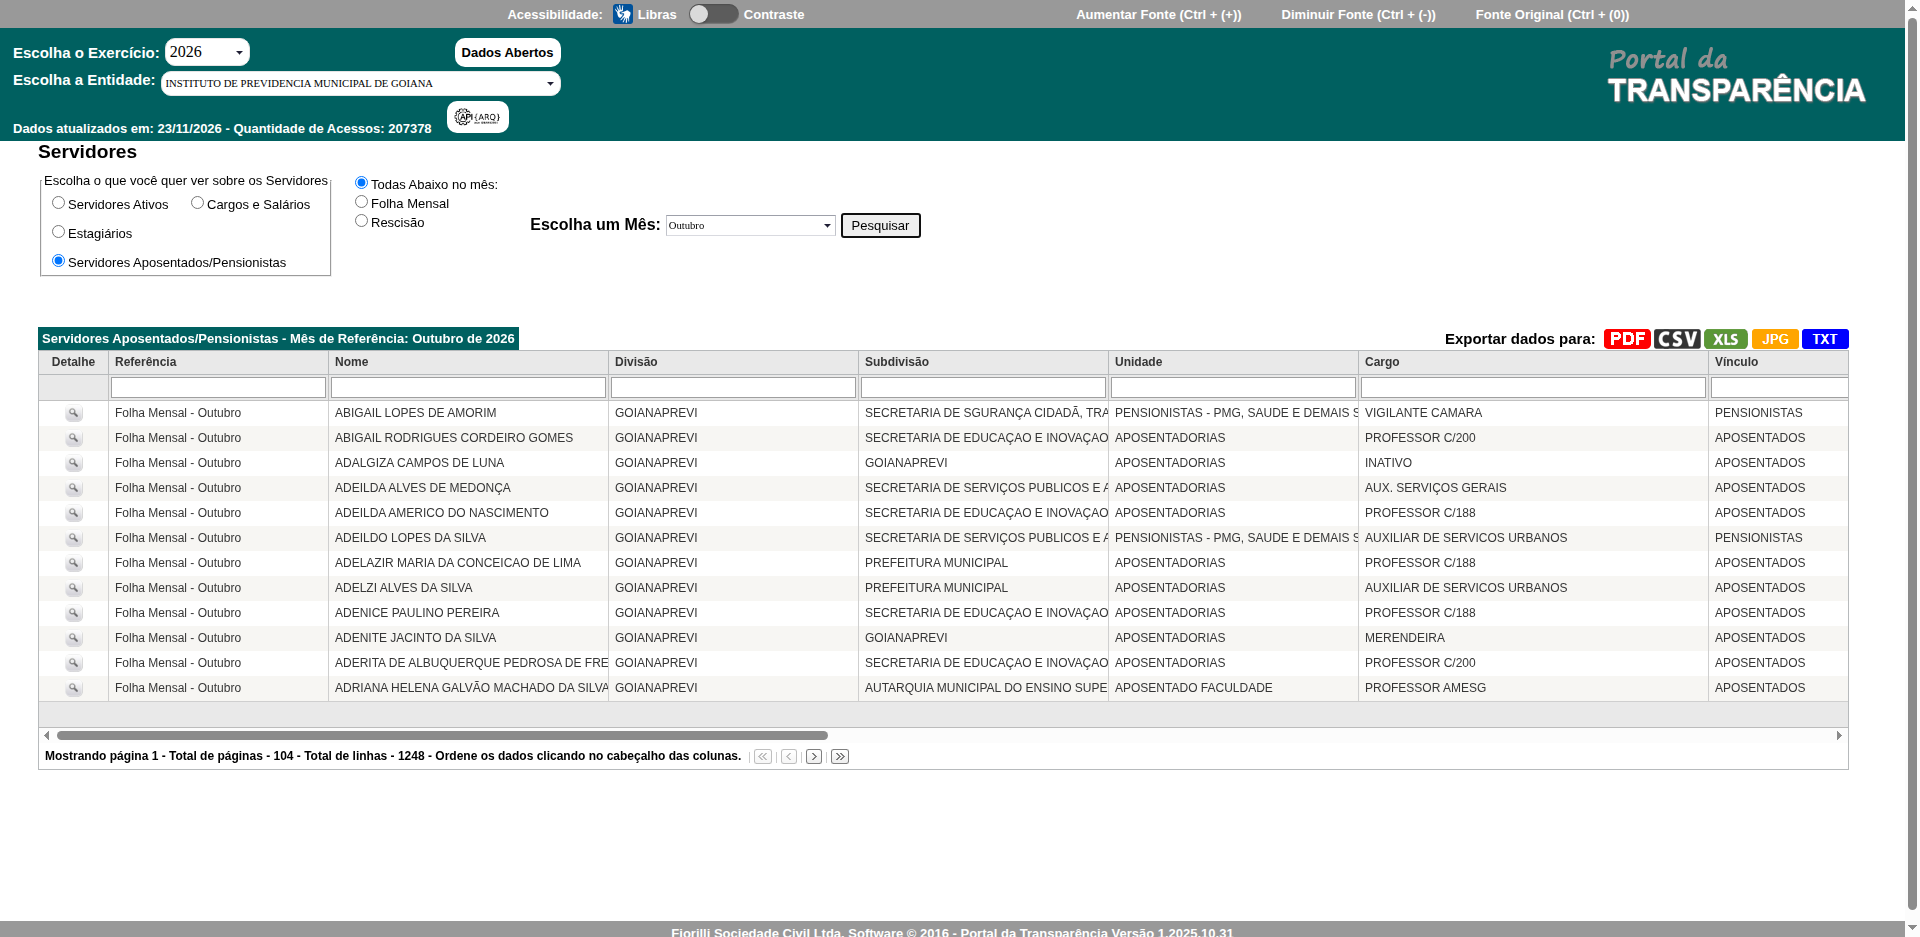 Acessibilidade: Libras Contraste Aumentar Fonte (Ctrl + (+)) Diminuir Fonte (Ctrl + (-)) Fonte Original (Ctrl + (0))
Escolha o Exercício: 2026 Dados Abertos
Escolha a Entidade: INSTITUTO DE PREVIDENCIA MUNICIPAL DE GOIANA
Portal da
TRANSPARÊNCIA
API {ARQ}
Dados atualizados em: 23/11/2026 - Quantidade de Acessos: 207378
Servidores
Escolha o que você quer ver sobre os Servidores
Servidores Ativos Cargos e Salários
Estagiários
Servidores Aposentados/Pensionistas
Todas Abaixo no mês:
Folha Mensal
Rescisão
Escolha um Mês: Outubro Pesquisar
Servidores Aposentados/Pensionistas - Mês de Referência: Outubro de 2026 Exportar dados para: PDF CSV XLS JPG TXT
Detalhe Referência Nome Divisão Subdivisão Unidade Cargo Vínculo
Folha Mensal - Outubro ABIGAIL LOPES DE AMORIM GOIANAPREVI SECRETARIA DE SGURANÇA CIDADÃ, TRA PENSIONISTAS - PMG, SAUDE E DEMAIS S VIGILANTE CAMARA PENSIONISTAS
Folha Mensal - Outubro ABIGAIL RODRIGUES CORDEIRO GOMES GOIANAPREVI SECRETARIA DE EDUCAÇAO E INOVAÇAO APOSENTADORIAS PROFESSOR C/200 APOSENTADOS
Folha Mensal - Outubro ADALGIZA CAMPOS DE LUNA GOIANAPREVI GOIANAPREVI APOSENTADORIAS INATIVO APOSENTADOS
Folha Mensal - Outubro ADEILDA ALVES DE MEDONÇA GOIANAPREVI SECRETARIA DE SERVIÇOS PUBLICOS E A APOSENTADORIAS AUX. SERVIÇOS GERAIS APOSENTADOS
Folha Mensal - Outubro ADEILDA AMERICO DO NASCIMENTO GOIANAPREVI SECRETARIA DE EDUCAÇAO E INOVAÇAO APOSENTADORIAS PROFESSOR C/188 APOSENTADOS
Folha Mensal - Outubro ADEILDO LOPES DA SILVA GOIANAPREVI SECRETARIA DE SERVIÇOS PUBLICOS E A PENSIONISTAS - PMG, SAUDE E DEMAIS S AUXILIAR DE SERVICOS URBANOS PENSIONISTAS
Folha Mensal - Outubro ADELAZIR MARIA DA CONCEICAO DE LIMA GOIANAPREVI PREFEITURA MUNICIPAL APOSENTADORIAS PROFESSOR C/188 APOSENTADOS
Folha Mensal - Outubro ADELZI ALVES DA SILVA GOIANAPREVI PREFEITURA MUNICIPAL APOSENTADORIAS AUXILIAR DE SERVICOS URBANOS APOSENTADOS
Folha Mensal - Outubro ADENICE PAULINO PEREIRA GOIANAPREVI SECRETARIA DE EDUCAÇAO E INOVAÇAO APOSENTADORIAS PROFESSOR C/188 APOSENTADOS
Folha Mensal - Outubro ADENITE JACINTO DA SILVA GOIANAPREVI GOIANAPREVI APOSENTADORIAS MERENDEIRA APOSENTADOS
Folha Mensal - Outubro ADERITA DE ALBUQUERQUE PEDROSA DE FRE GOIANAPREVI SECRETARIA DE EDUCAÇAO E INOVAÇAO APOSENTADORIAS PROFESSOR C/200 APOSENTADOS
Folha Mensal - Outubro ADRIANA HELENA GALVÃO MACHADO DA SILVA GOIANAPREVI AUTARQUIA MUNICIPAL DO ENSINO SUPE APOSENTADO FACULDADE PROFESSOR AMESG APOSENTADOS
Mostrando página 1 - Total de páginas - 104 - Total de linhas - 1248 - Ordene os dados clicando no cabeçalho das colunas.
Fiorilli Sociedade Civil Ltda. Software © 2016 - Portal da Transparência Versão 1.2025.10.31